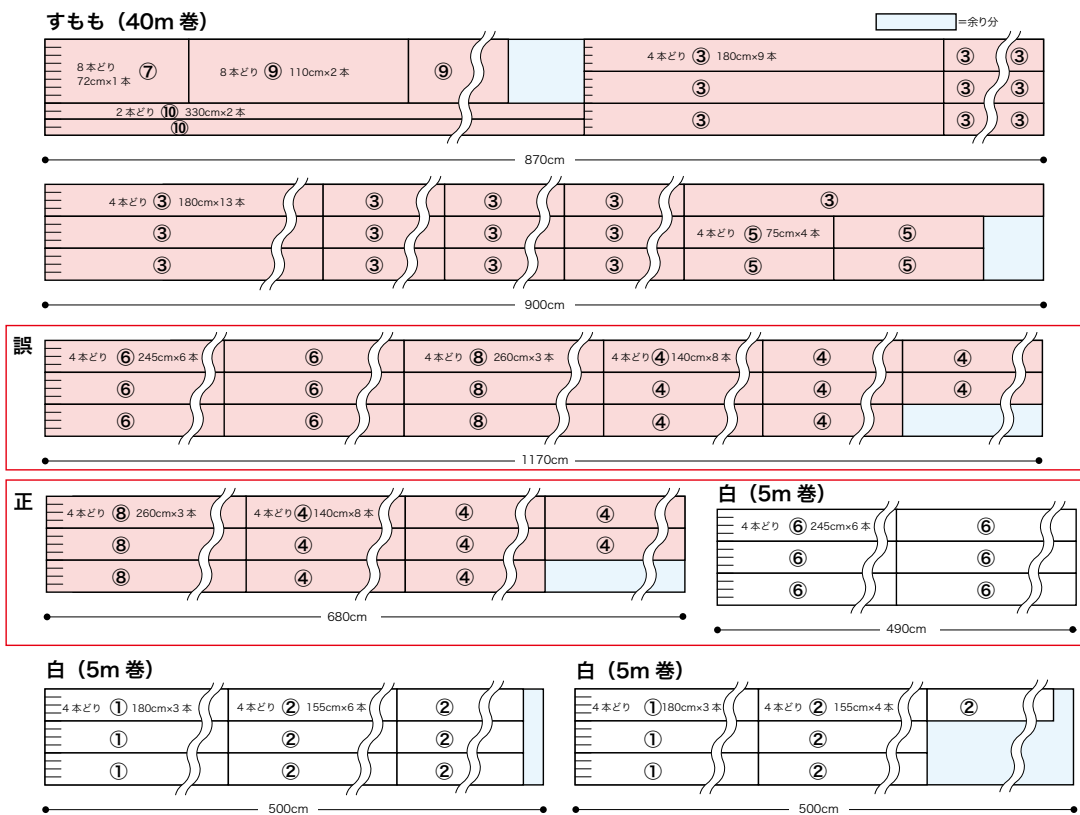 すもも（40m 巻）
=余り分
8 本どり
72cm×1 本 ⑦
8 本どり ⑨ 110cm×2 本
⑨
4 本どり ③ 180cm×9 本
③ ③
③ ③ ③
2 本どり ⑩ 330cm×2 本
③ ③ ③
⑩
870cm
4 本どり ③ 180cm×13 本
③ ③ ③ ③
③ ③ ③ ③
4 本どり ⑤ 75cm×4 本
⑤
③ ③ ③ ③ ⑤ ⑤
900cm
誤
4 本どり ⑥ 245cm×6 本
⑥
4 本どり ⑧ 260cm×3 本
4 本どり ④ 140cm×8 本
④ ④
⑥ ⑥ ⑧ ④ ④ ④
⑥ ⑥ ⑧ ④ ④
1170cm
正
4 本どり ⑧ 260cm×3 本
4 本どり ④ 140cm×8 本
④ ④
⑧ ④ ④ ④
⑧ ④ ④
680cm
白（5m 巻）
4 本どり ⑥ 245cm×6 本
⑥
⑥ ⑥
⑥ ⑥
490cm
白（5m 巻）
4 本どり ① 180cm×3 本
4 本どり ② 155cm×6 本
②
① ② ②
① ② ②
500cm
白（5m 巻）
4 本どり ① 180cm×3 本
4 本どり ② 155cm×4 本
②
① ②
① ②
500cm